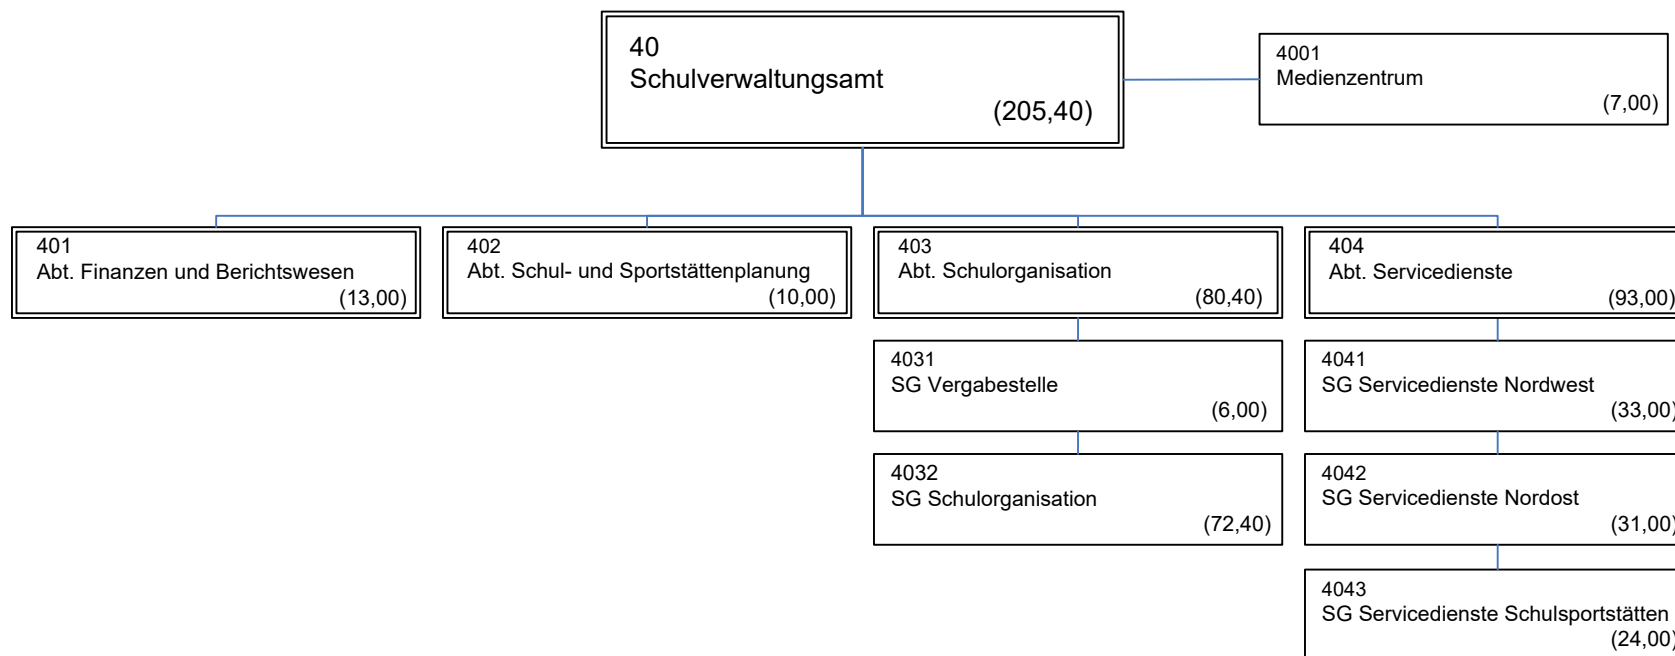 40
Schulverwaltungsamt
(205,40)
4001
Medienzentrum
(7,00)
401
Abt. Finanzen und Berichtswesen
(13,00)
402
Abt. Schul- und Sportstättenplanung
(10,00)
403
Abt. Schulorganisation
(80,40)
404
Abt. Servicedienste
(93,00)
4031
SG Vergabestelle
(6,00)
4041
SG Servicedienste Nordwest
(33,00)
4032
SG Schulorganisation
(72,40)
4042
SG Servicedienste Nordost
(31,00)
4043
SG Servicedienste Schulsportstätten
(24,00)